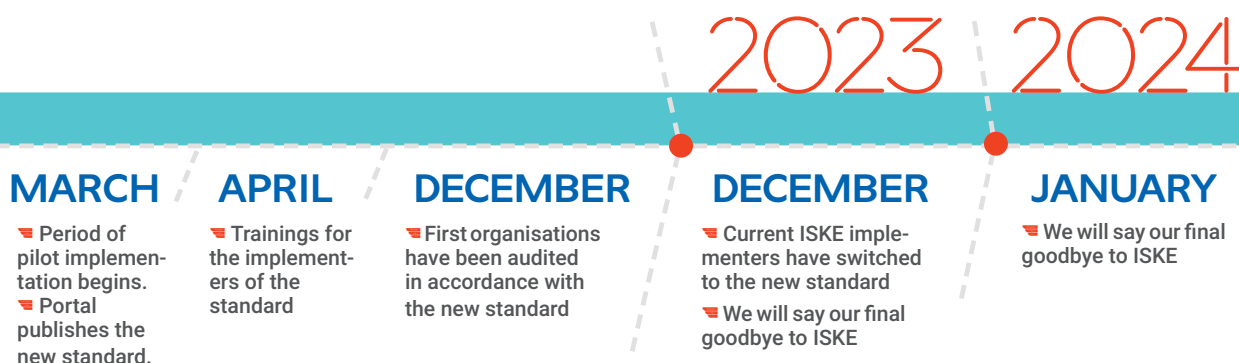 2023
2024
MARCH
Period of
pilot implemen-
tation begins.
Portal
publishes the
new standard.
APRIL
Trainings for
the implement-
ers of the
standard
DECEMBER
First organisations
have been audited
in accordance with
the new standard
DECEMBER
Current ISKE imple-
menters have switched
to the new standard
We will say our final
goodbye to ISKE
JANUARY
We will say our final
goodbye to ISKE